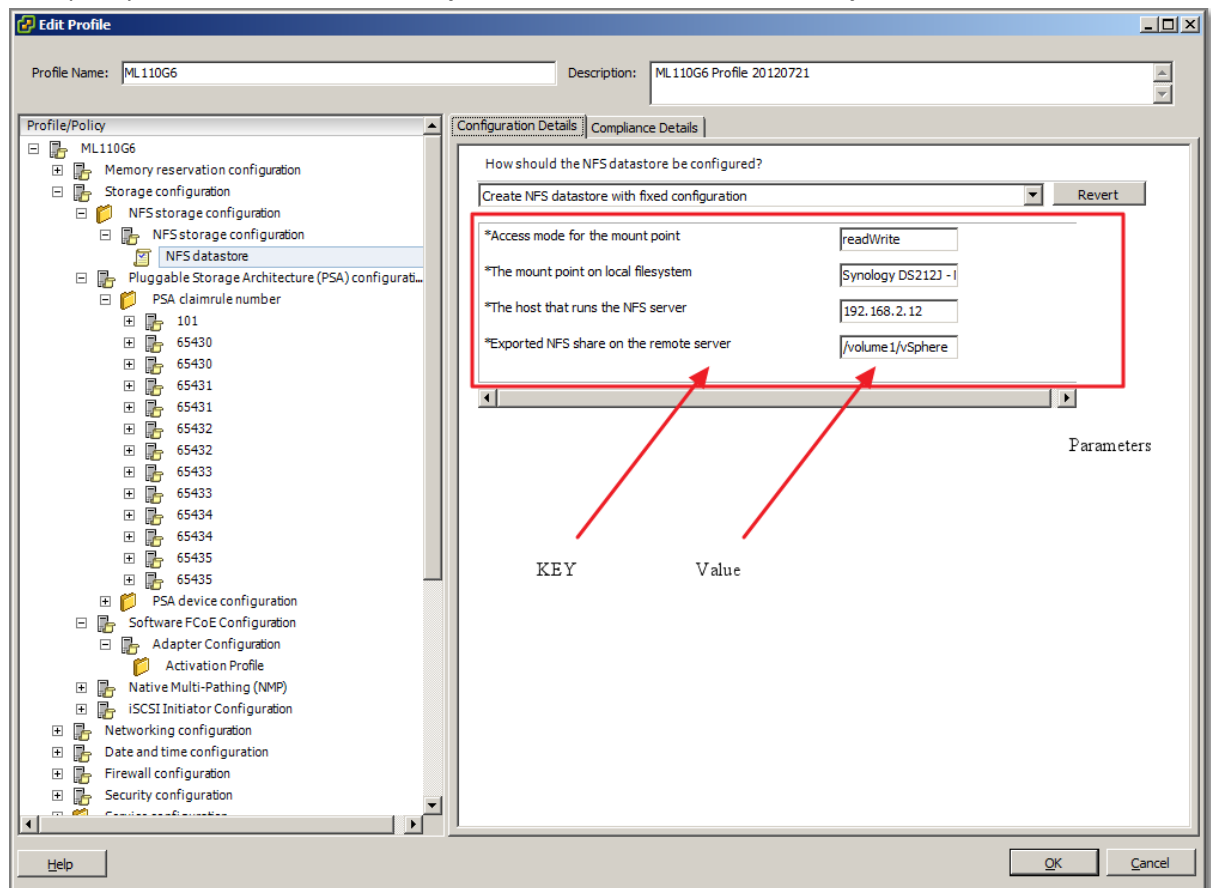 Edit Profile
Profile Name: ML110G6 Description: ML110G6 Profile 20120721
Profile/Policy
ML110G6
Memory reservation configuration
Storage configuration
NFS storage configuration
NFS storage configuration
NFS datastore
Pluggable Storage Architecture (PSA) configurati...
PSA claimrule number
101
65430
65430
65431
65431
65432
65432
65433
65433
65434
65434
65435
65435
PSA device configuration
Software FCoE Configuration
Adapter Configuration
Activation Profile
Native Multi-Pathing (NMP)
iSCSI Initiator Configuration
Networking configuration
Date and time configuration
Firewall configuration
Security configuration
Configuration Details Compliance Details
How should the NFS datastore be configured?
Create NFS datastore with fixed configuration Revert
*Access mode for the mount point readWrite
*The mount point on local filesystem Synology DS212J -
*The host that runs the NFS server 192.168.2.12
*Exported NFS share on the remote server /volume1/vSphere
Parameters
KEY Value
Help OK Cancel